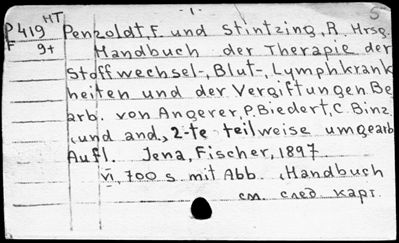 - 1 - 5
P 419 HT Penzoldt, F. und Stintzing, R. Hrsg.
F 9+ Handbuch der Therapie der
Stoffwechsel-, Blut-, Lymphkrank
heiten und der Vergiftungen Be
arb. von Angerer, P. Biedert, C. Binz
, und and., 2-te teilweise umgearb
Aufl. Jena, Fischer, 1897
VI, 700 s mit Abb. , Handbuch
см. след. карт.